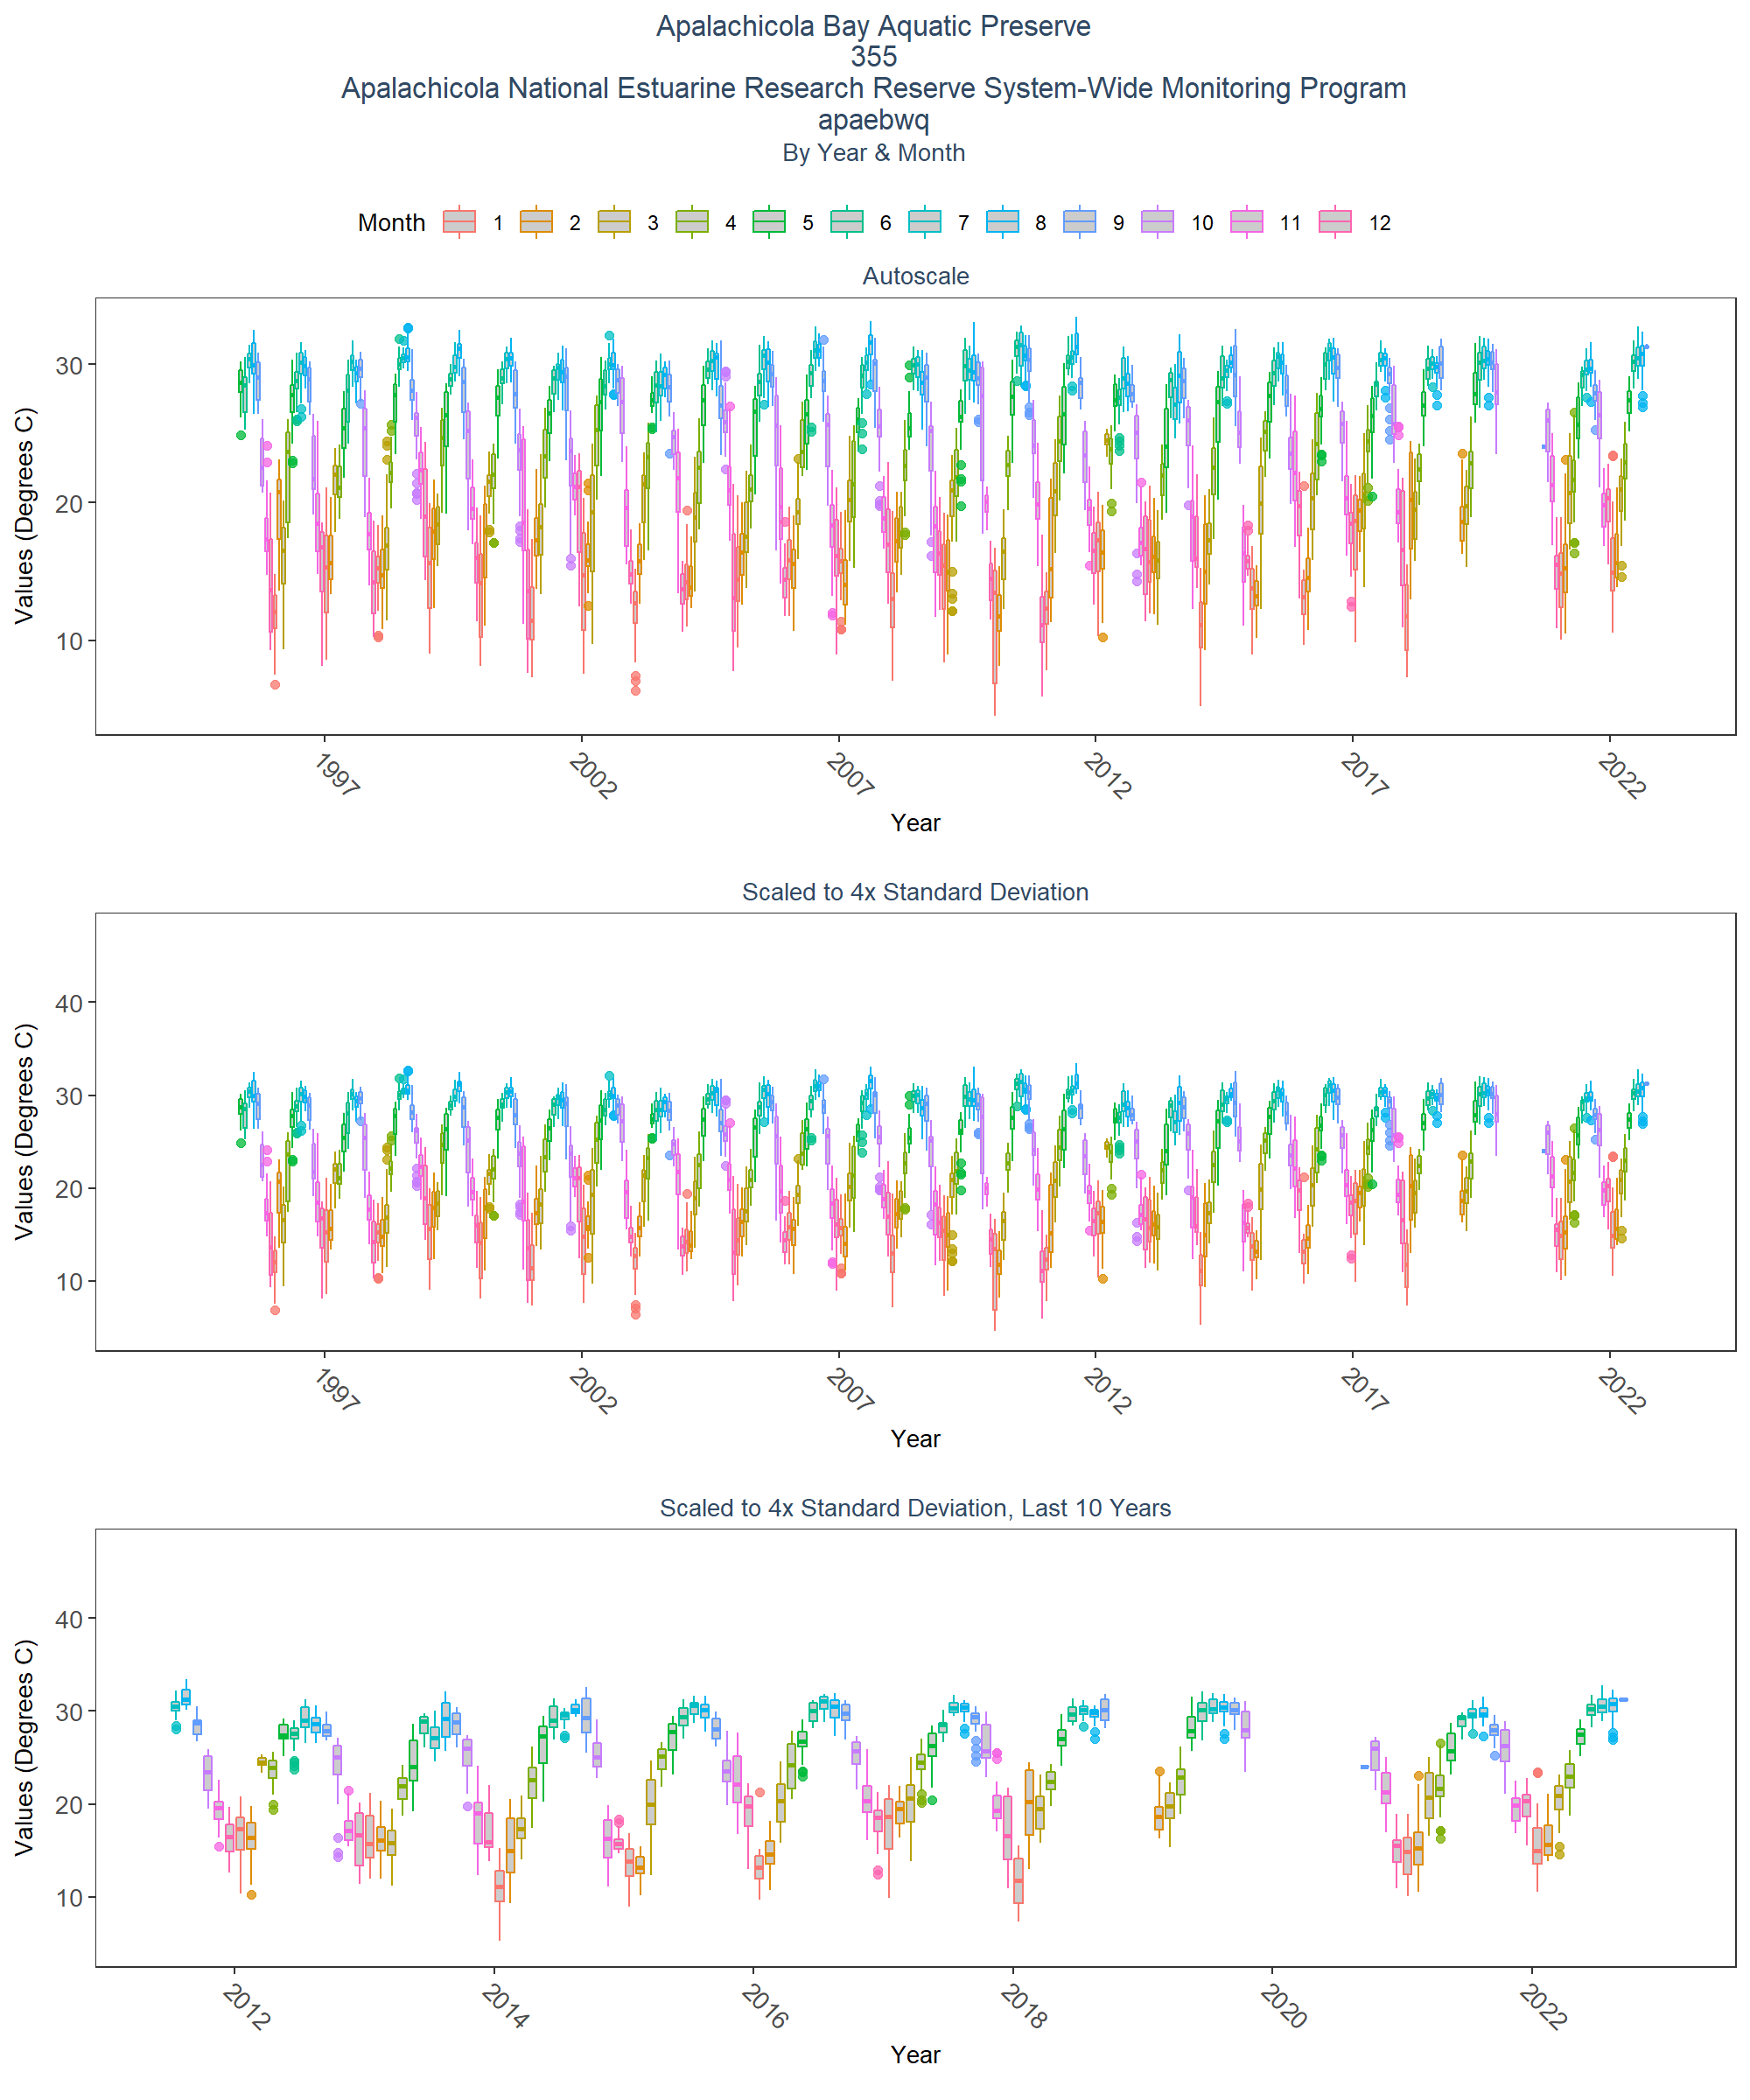 Apalachicola Bay Aquatic Preserve
355
Apalachicola National Estuarine Research Reserve System-Wide Monitoring Program
apaebwq
By Year & Month
Month 1 2 3 4 5 6 7 8 9 10 11 12
Autoscale
Values (Degrees C)
30
20
10
1997 2002 2007 2012 2017 2022
Year
Scaled to 4x Standard Deviation
Values (Degrees C)
40
30
20
10
1997 2002 2007 2012 2017 2022
Year
Scaled to 4x Standard Deviation, Last 10 Years
Values (Degrees C)
40
30
20
10
2012 2014 2016 2018 2020 2022
Year